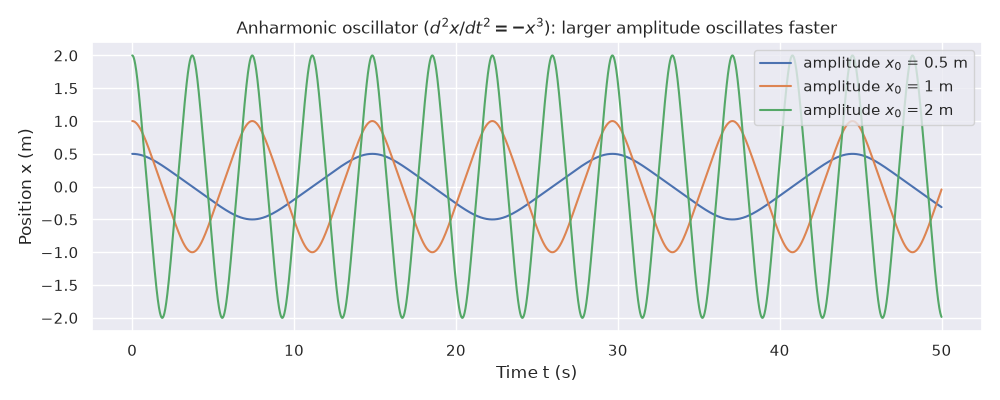 Anharmonic oscillator (d²x/dt² = −x³): larger amplitude oscillates faster
amplitude x₀ = 0.5 m
amplitude x₀ = 1 m
amplitude x₀ = 2 m
Position x (m)
2.0
1.5
1.0
0.5
0.0
−0.5
−1.0
−1.5
−2.0
0 10 20 30 40 50
Time t (s)